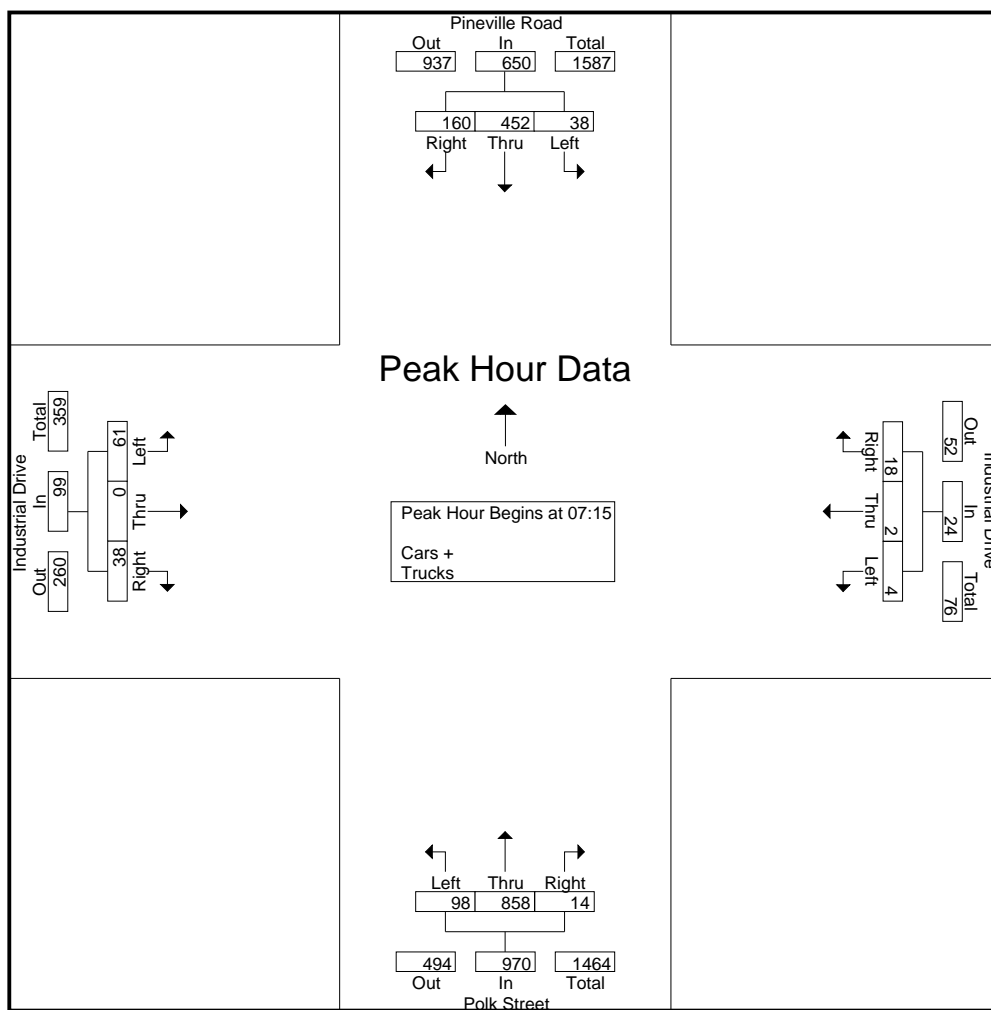 Pineville Road
Out In Total
937 650 1587
160 452 38
Right Thru Left
Peak Hour Data
North
Peak Hour Begins at 07:15
Cars +
Trucks
Industrial Drive
Out In Total
260 99 359
61 0 38
Left Thru Right
Industrial Drive
Out In Total
52 24 76
18 2 4
Right Thru Left
Left Thru Right
98 858 14
494 970 1464
Out In Total
Polk Street